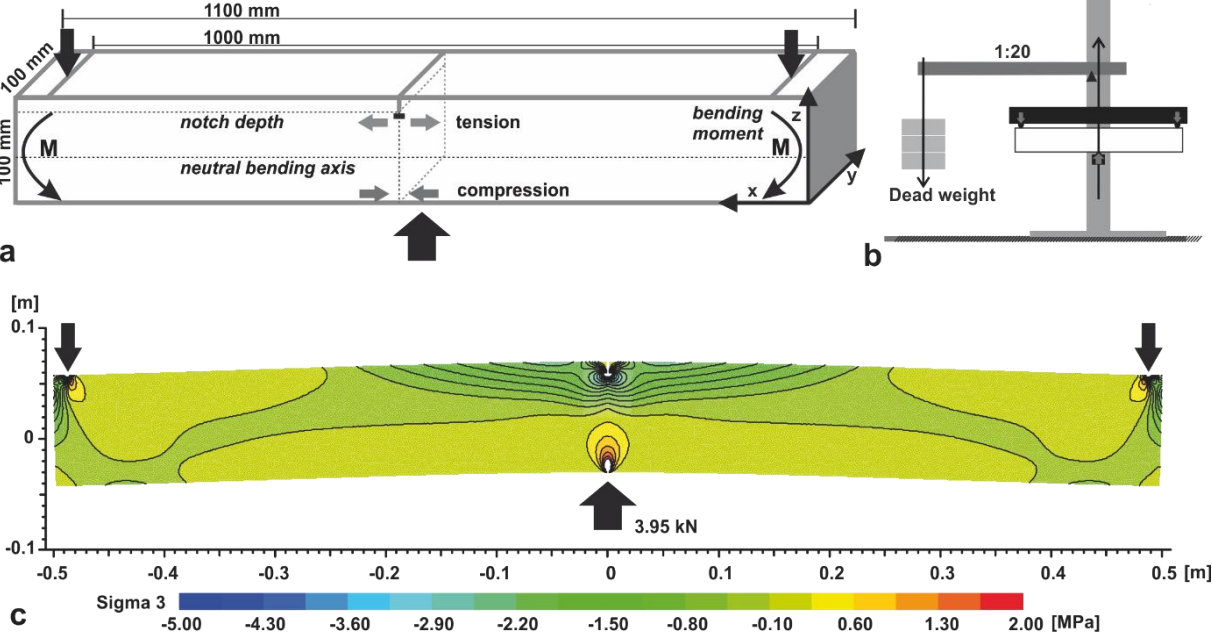 1100 mm
1000 mm
100 mm
100 mm
notch depth
tension
bending
moment
z
M
M
neutral bending axis
y
compression
x
a
1:20
Dead weight
b
[m]
0.1
0
-0.1
3.95 kN
-0.5 -0.4 -0.3 -0.2 -0.1 0 0.1 0.2 0.3 0.4 0.5 [m]
Sigma 3
-5.00 -4.30 -3.60 -2.90 -2.20 -1.50 -0.80 -0.10 0.60 1.30 2.00 [MPa]
c